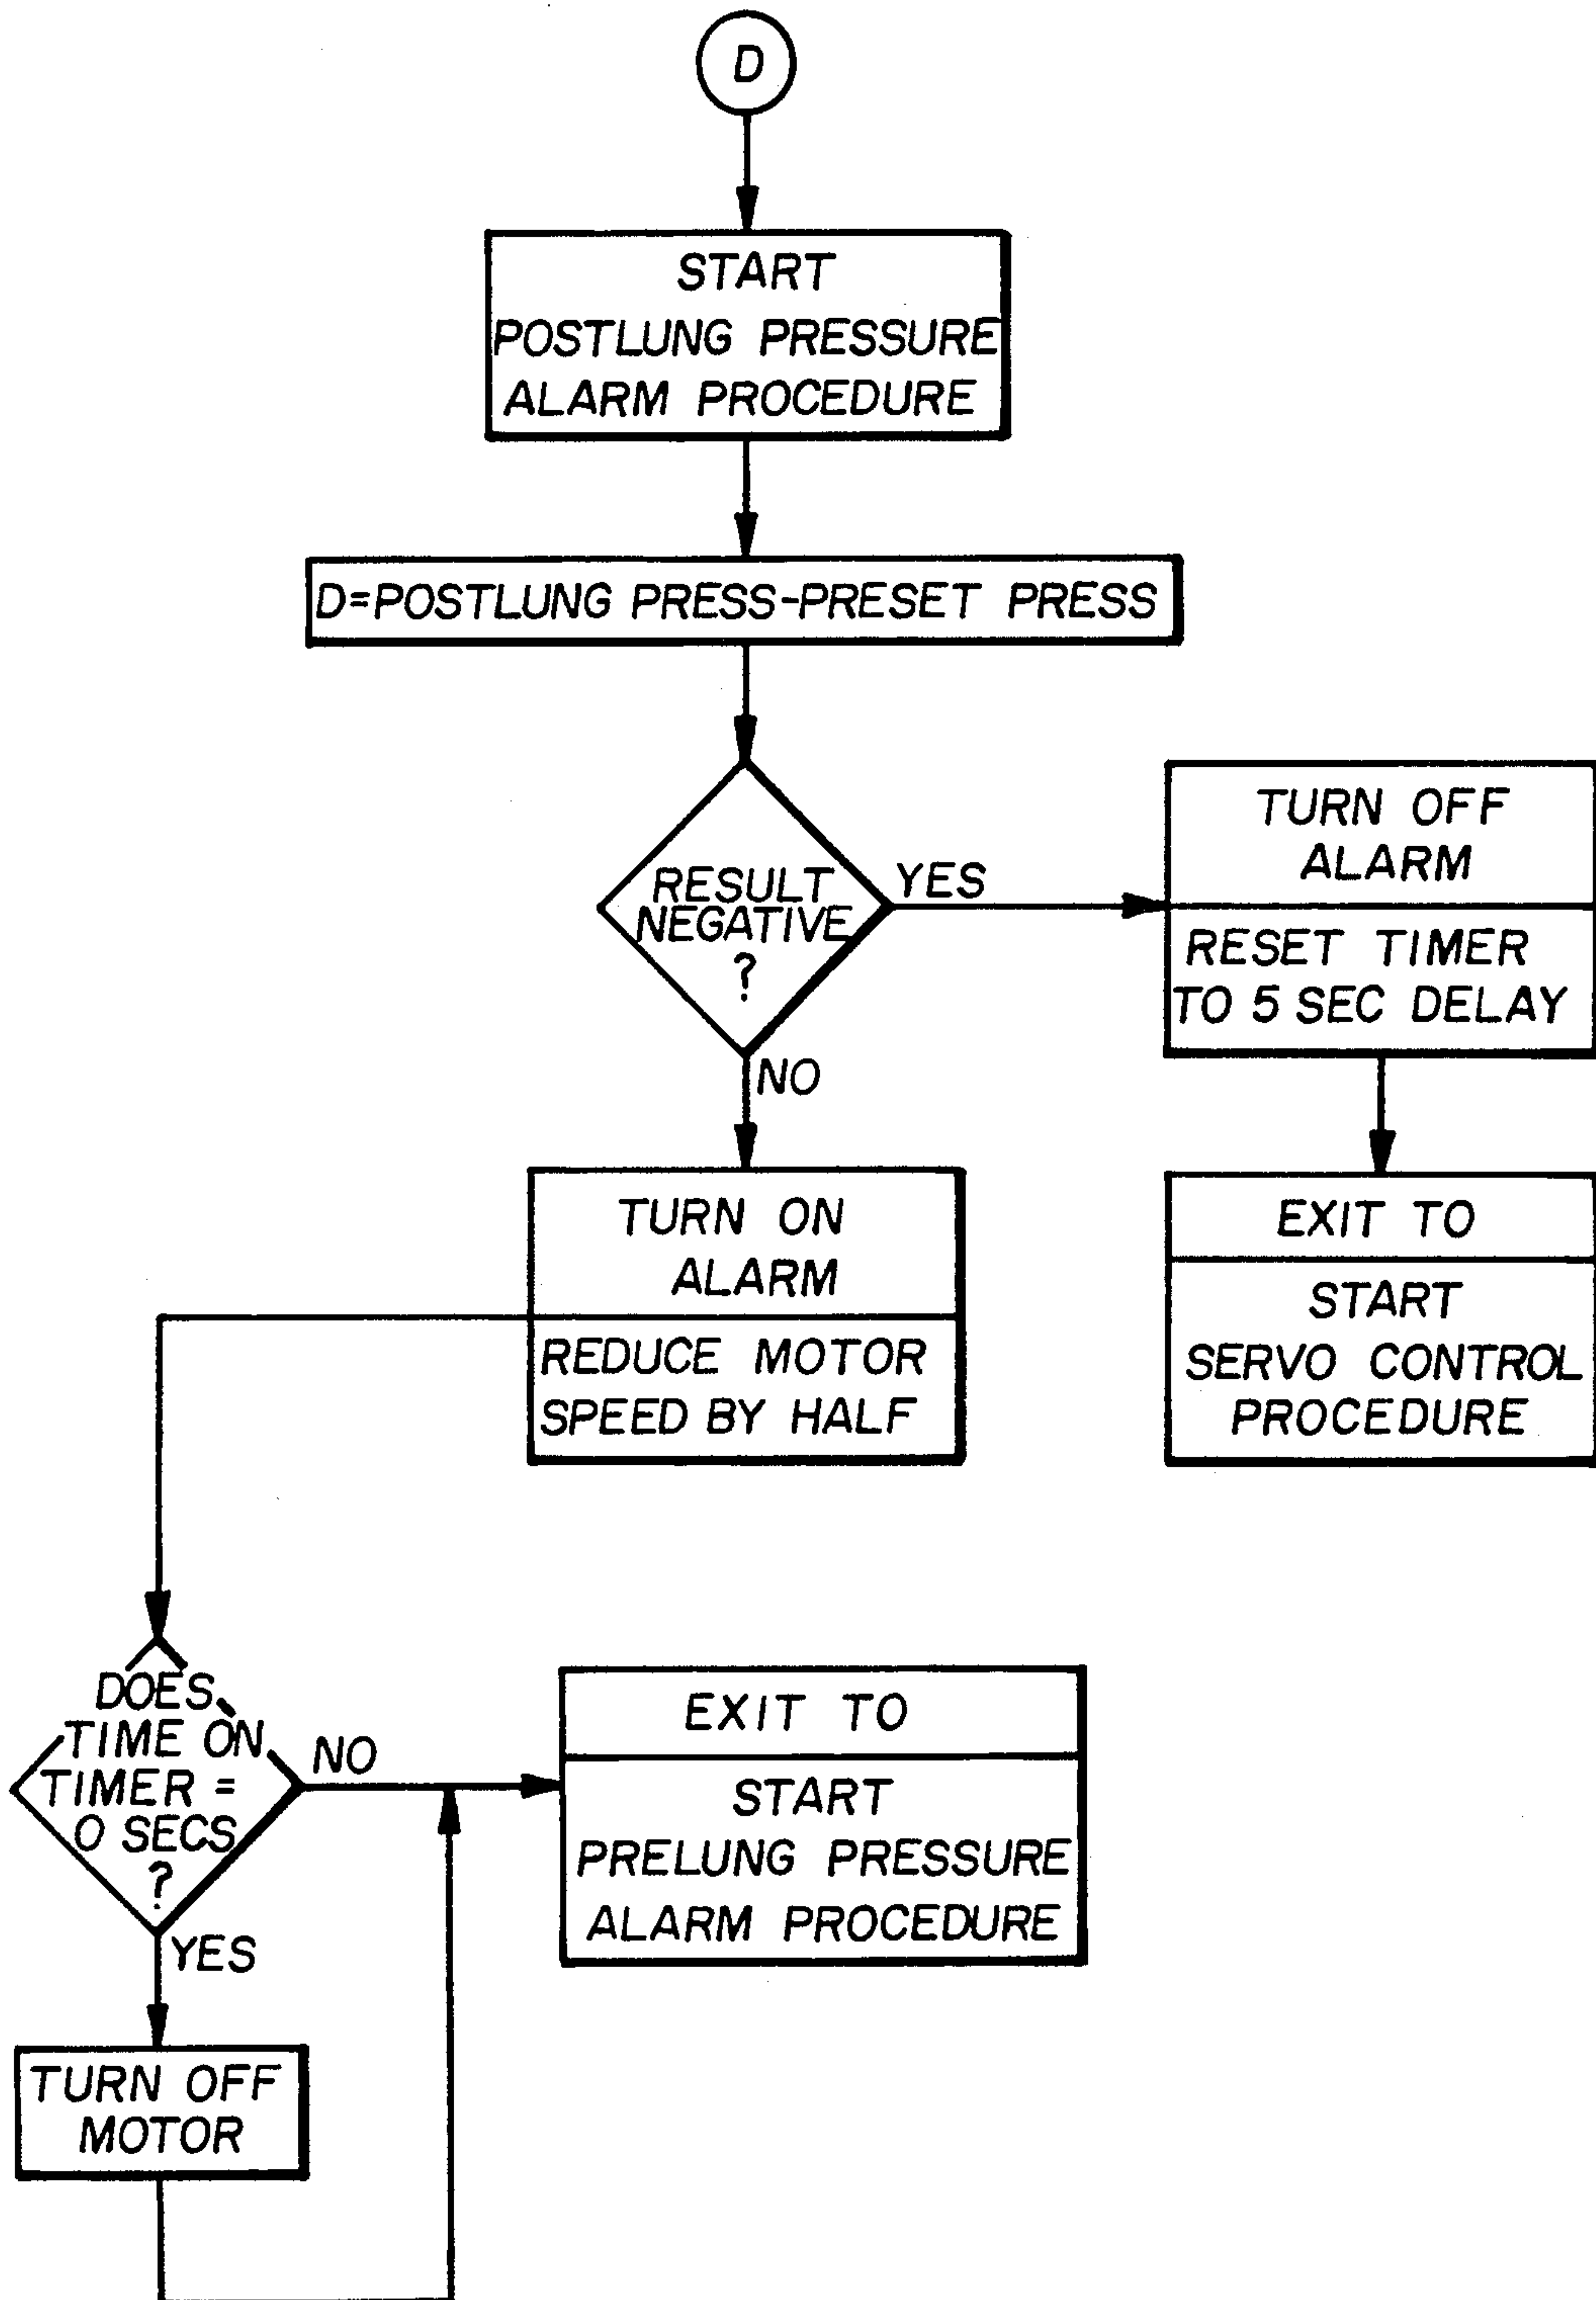 D
START
POSTLUNG PRESSURE
ALARM PROCEDURE
D=POSTLUNG PRESS-PRESET PRESS
RESULT
NEGATIVE
?
YES
TURN OFF
ALARM
RESET TIMER
TO 5 SEC DELAY
NO
TURN ON
ALARM
REDUCE MOTOR
SPEED BY HALF
EXIT TO
START
SERVO CONTROL
PROCEDURE
DOES
TIME ON
TIMER =
0 SECS
?
NO
EXIT TO
START
PRELUNG PRESSURE
ALARM PROCEDURE
YES
TURN OFF
MOTOR